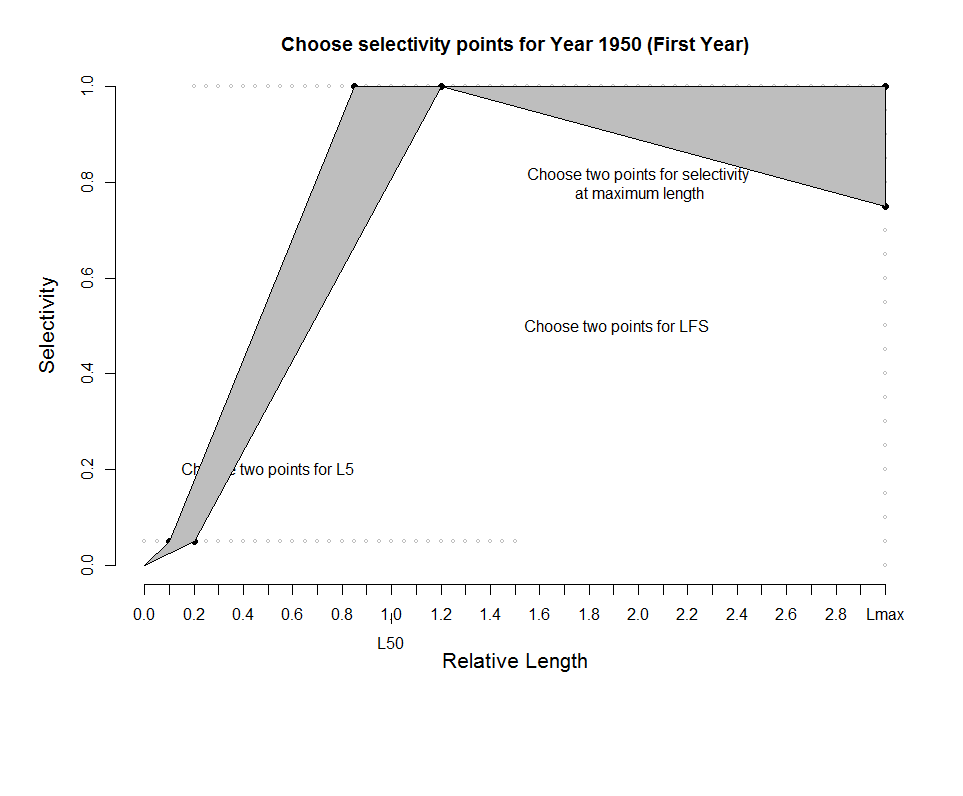 Choose selectivity points for Year 1950 (First Year)
1.0
0.8
0.6
0.4
0.2
0.0
Selectivity
Choose two points for selectivity
at maximum length
Choose two points for LFS
two points for L5
0.0 0.2 0.4 0.6 0.8 1.0 1.2 1.4 1.6 1.8 2.0 2.2 2.4 2.6 2.8 Lmax
L50
Relative Length